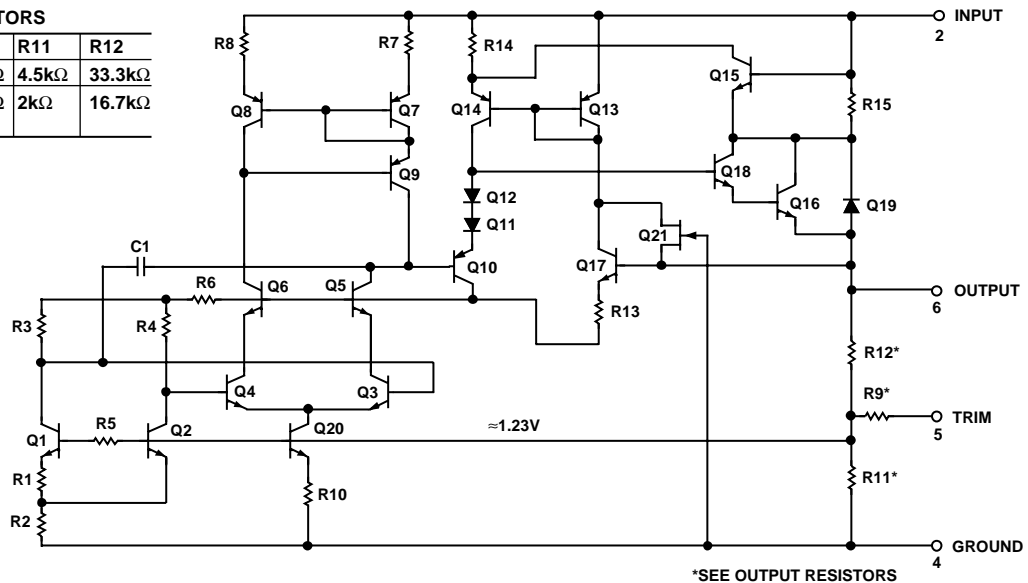 TORS
R11 R12
Ω 4.5kΩ 33.3kΩ
Ω 2kΩ 16.7kΩ
R8
R7
R14
INPUT
2
Q15
R15
Q8
Q7
Q14
Q13
Q9
Q18
Q16
Q19
Q12
Q11
Q21
C1
Q10
Q17
R6
Q6
Q5
OUTPUT
6
R3
R4
R13
R12*
Q4
Q3
R9*
TRIM
5
R5
Q1
Q2
Q20
≈1.23V
R1
R10
R11*
R2
GROUND
4
*SEE OUTPUT RESISTORS